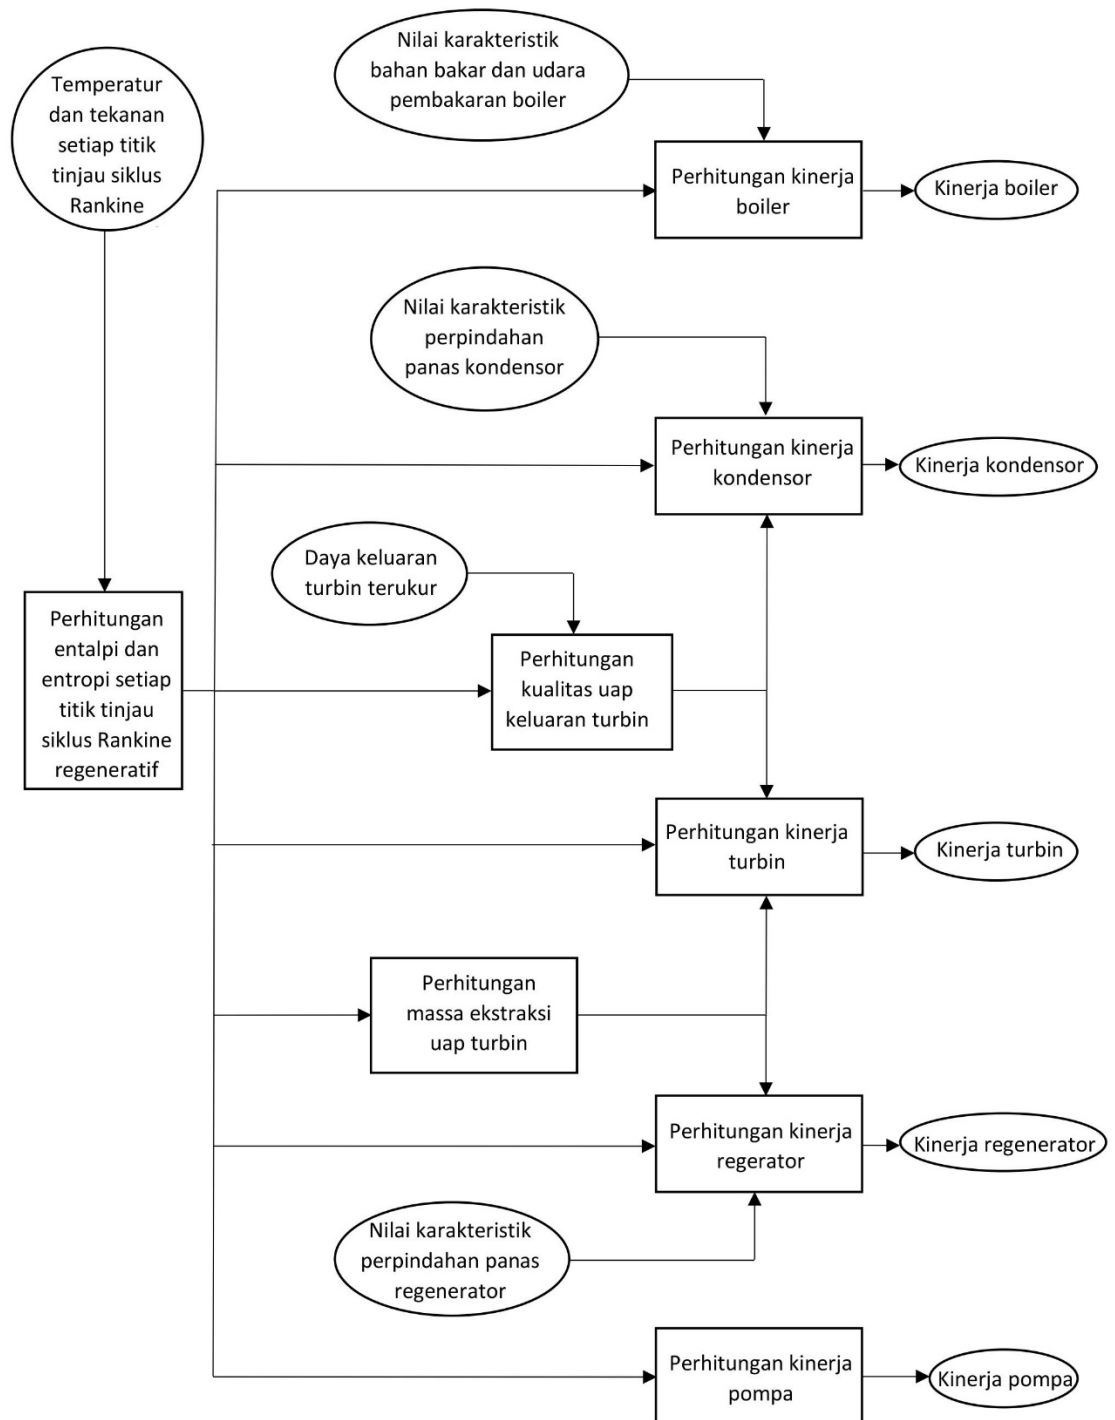 Nilai karakteristik
bahan bakar dan udara
pembakaran boiler
Temperatur
dan tekanan
setiap titik
tinjau siklus
Rankine
Perhitungan kinerja
boiler
Kinerja boiler
Nilai karakteristik
perpindahan
panas kondensor
Perhitungan kinerja
kondensor
Kinerja kondensor
Daya keluaran
turbin terukur
Perhitungan
entalpi dan
entropi setiap
titik tinjau
siklus Rankine
regeneratif
Perhitungan
kualitas uap
keluaran turbin
Perhitungan kinerja
turbin
Kinerja turbin
Perhitungan
massa ekstraksi
uap turbin
Perhitungan kinerja
regerator
Kinerja regenerator
Nilai karakteristik
perpindahan panas
regenerator
Perhitungan kinerja
pompa
Kinerja pompa